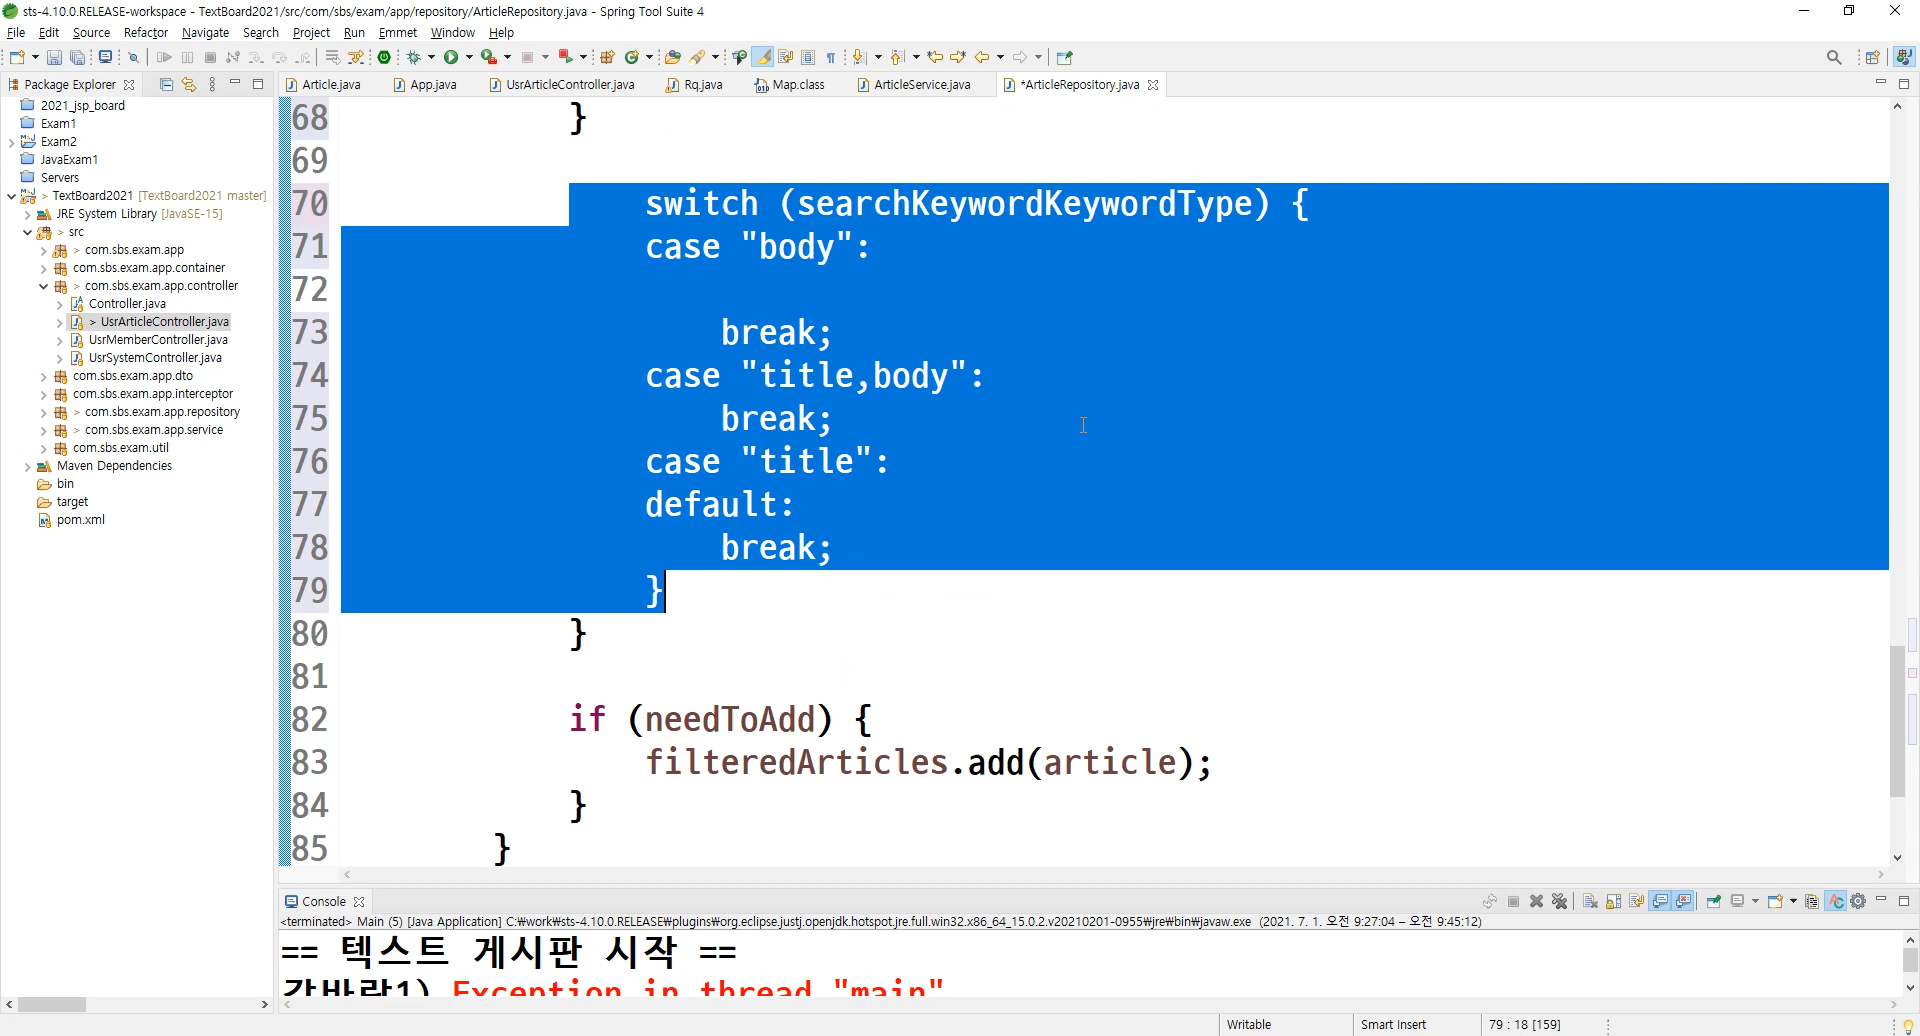 sts-4.10.0.RELEASE-workspace - TextBoard2021/src/com/sbs/exam/app/repository/ArticleRepository.java - Spring Tool Suite 4
File Edit Source Refactor Navigate Search Project Run Emmet Window Help
Package Explorer
Article.java App.java UsrArticleController.java Rq.java Map.class ArticleService.java *ArticleRepository.java
2021_jsp_board
Exam1
Exam2
JavaExam1
Servers
> TextBoard2021 [TextBoard2021 master]
JRE System Library [JavaSE-15]
> src
> com.sbs.exam.app
com.sbs.exam.app.container
> com.sbs.exam.app.controller
Controller.java
> UsrArticleController.java
UsrMemberController.java
UsrSystemController.java
com.sbs.exam.app.dto
com.sbs.exam.app.interceptor
> com.sbs.exam.app.repository
> com.sbs.exam.app.service
com.sbs.exam.util
Maven Dependencies
bin
target
pom.xml
68 }
69
70 switch (searchKeywordKeywordType) {
71 case "body":
72
73 break;
74 case "title,body":
75 break;
76 case "title":
77 default:
78 break;
79 }
80 }
81
82 if (needToAdd) {
83 filteredArticles.add(article);
84 }
85 }
Console
<terminated> Main (5) [Java Application] C:₩work₩sts-4.10.0.RELEASE₩plugins₩org.eclipse.justj.openjdk.hotspot.jre.full.win32.x86_64_15.0.2.v20210201-0955₩jre₩bin₩javaw.exe (2021. 7. 1. 오전 9:27:04 – 오전 9:45:12)
== 텍스트 게시판 시작 ==
Exception in thread "main"
Writable Smart Insert 79 : 18 [159]